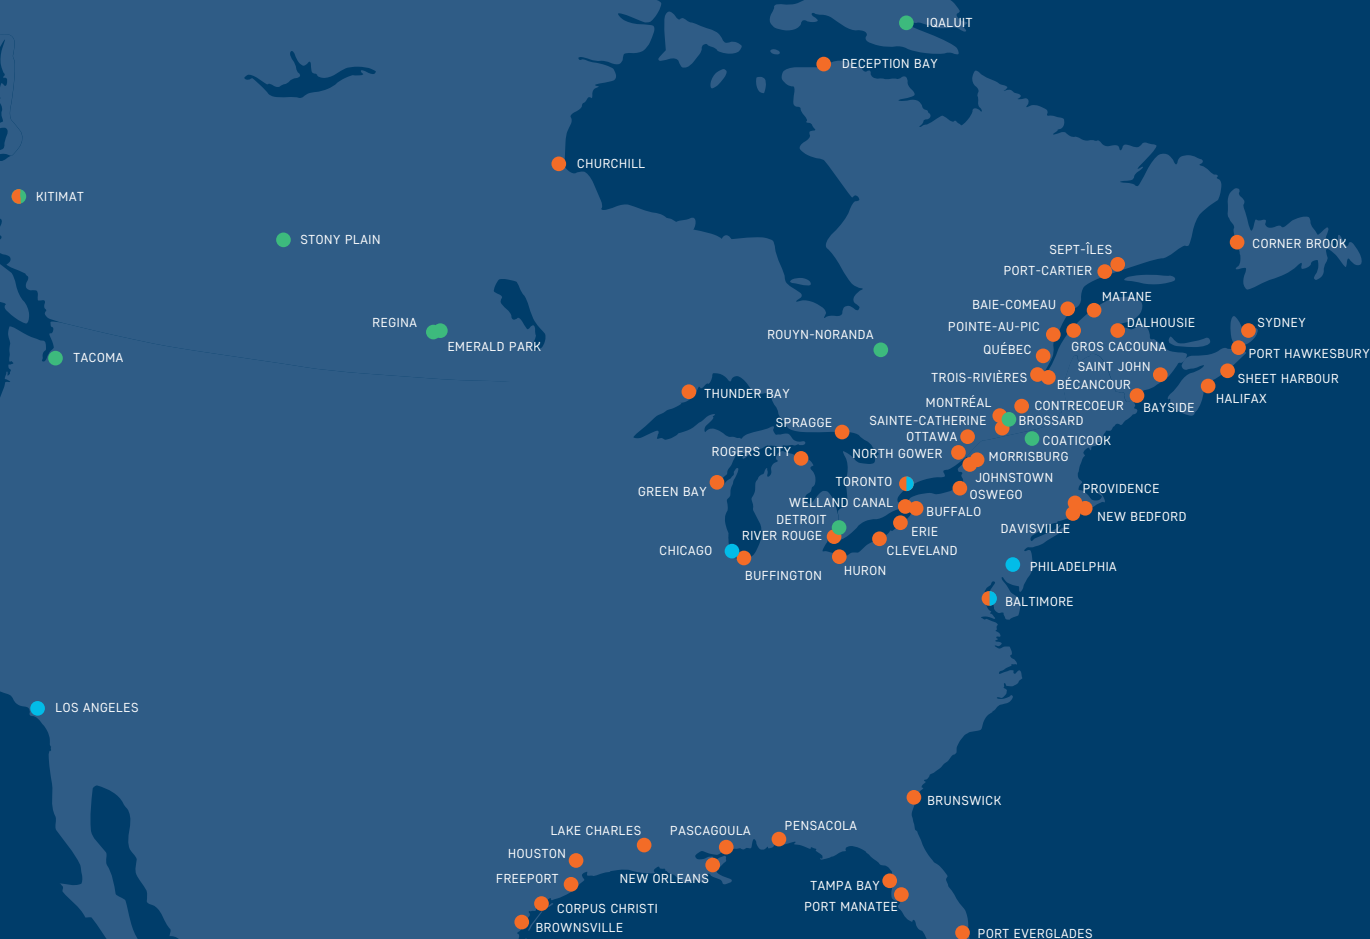 IQALUIT
DECEPTION BAY
CHURCHILL
KITIMAT
STONY PLAIN
CORNER BROOK
SEPT-ÎLES
PORT-CARTIER
MATANE
BAIE-COMEAU
REGINA
DALHOUSIE
SYDNEY
POINTE-AU-PIC
ROUYN-NORANDA
EMERALD PARK
GROS CACOUNA
QUÉBEC
PORT HAWKESBURY
TACOMA
SAINT JOHN
TROIS-RIVIÈRES
SHEET HARBOUR
BÉCANCOUR
THUNDER BAY
HALIFAX
MONTRÉAL
CONTRECOEUR
BAYSIDE
SPRAGGE
SAINTE-CATHERINE
BROSSARD
OTTAWA
COATICOOK
ROGERS CITY
NORTH GOWER
MORRISBURG
JOHNSTOWN
TORONTO
GREEN BAY
PROVIDENCE
OSWEGO
WELLAND CANAL
BUFFALO
NEW BEDFORD
DETROIT
DAVISVILLE
ERIE
RIVER ROUGE
CHICAGO
CLEVELAND
PHILADELPHIA
HURON
BUFFINGTON
BALTIMORE
LOS ANGELES
BRUNSWICK
PENSACOLA
LAKE CHARLES
PASCAGOULA
HOUSTON
FREEPORT
NEW ORLEANS
TAMPA BAY
PORT MANATEE
CORPUS CHRISTI
BROWNSVILLE
PORT EVERGLADES